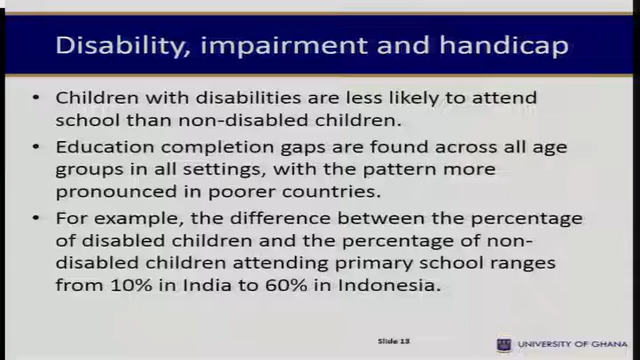 Disability, impairment and handicap
• Children with disabilities are less likely to attend
school than non-disabled children.
• Education completion gaps are found across all age
groups in all settings, with the pattern more
pronounced in poorer countries.
• For example, the difference between the percentage
of disabled children and the percentage of non-
disabled children attending primary school ranges
from 10% in India to 60% in Indonesia.
Slide 13
UNIVERSITY OF GHANA